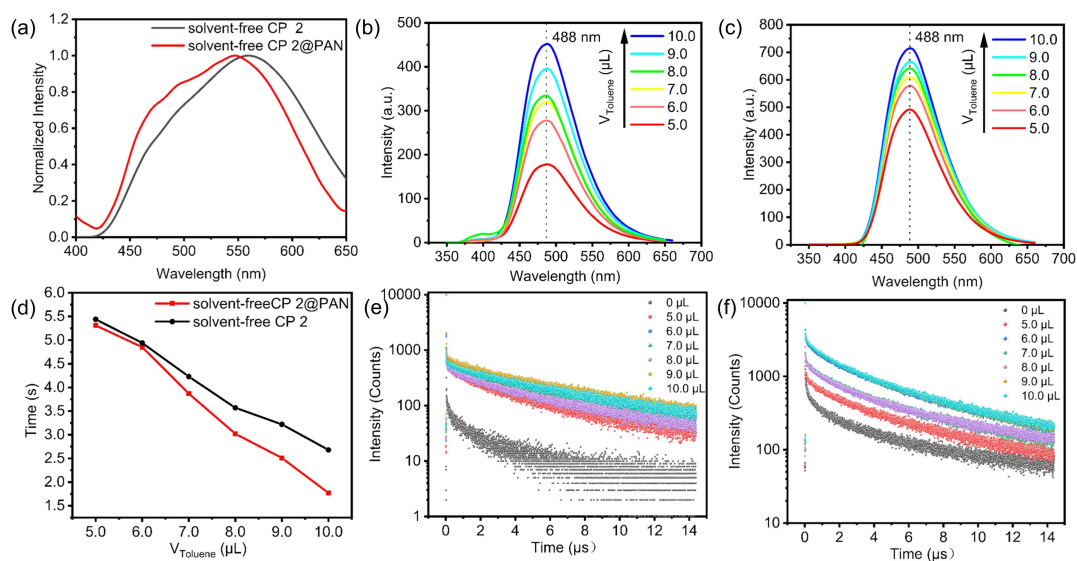 (a)
solvent-free CP 2
solvent-free CP 2@PAN
Normalized Intensity
1.0
0.8
0.6
0.4
0.2
0.0
400 450 500 550 600 650
Wavelength (nm)
(b)
488 nm
Intensity (a.u.)
500
400
300
200
100
0
V Toluene (μL)
10.0
9.0
8.0
7.0
6.0
5.0
400 450 500 550 600 650 700
Wavelength (nm)
(c)
488 nm
Intensity (a.u.)
800
700
600
500
400
300
200
100
0
V Toluene (μL)
10.0
9.0
8.0
7.0
6.0
5.0
350 400 450 500 550 600 650 700
Wavelength (nm)
(d)
solvent-freeCP 2@PAN
solvent-free CP 2
Time (s)
6.0
5.5
5.0
4.5
4.0
3.5
3.0
2.5
2.0
1.5
1.0
5.0 6.0 7.0 8.0 9.0 10.0
V Toluene (μL)
(e)
Intensity (Counts)
10000
1000
100
10
1
0 μL
5.0 μL
6.0 μL
7.0 μL
8.0 μL
9.0 μL
10.0 μL
0 2 4 6 8 10 12 14
Time (μs）
(f)
Intensity (Counts)
10000
1000
100
10
0 μL
5.0 μL
6.0 μL
7.0 μL
8.0 μL
9.0 μL
10.0 μL
0 2 4 6 8 10 12 14
Time (μs)